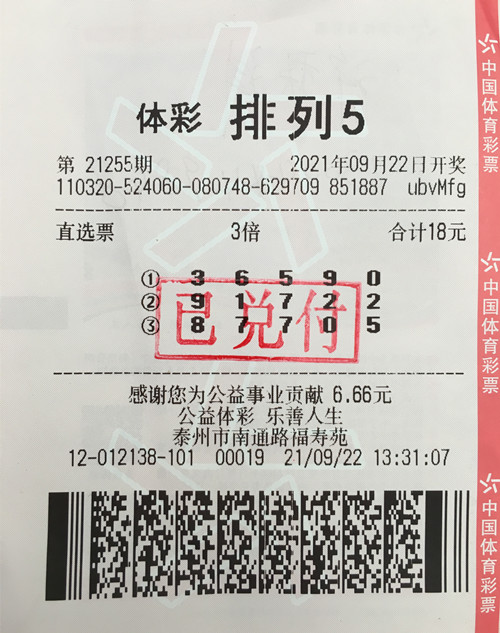 体彩 排列5
第 21255期 2021年09月22日开奖
110320-524060-080748-629709 851887 ubvMfg
直选票 3倍 合计18元
① 3 6 5 9 0
② 9 1 7 2 2
③ 8 7 7 0 5
已兑付
感谢您为公益事业贡献 6.66元
公益体彩 乐善人生
泰州市南通路福寿苑
12-012138-101 00019 21/09/22 13:31:07
中国体育彩票
中国体育彩票
中国体育彩票